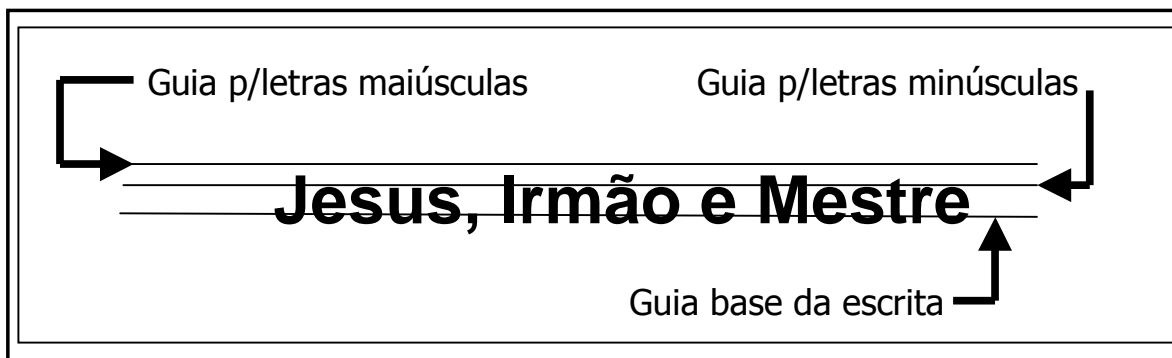 Guia p/letras maiúsculas Guia p/letras minúsculas
Jesus, Irmão e Mestre
Guia base da escrita